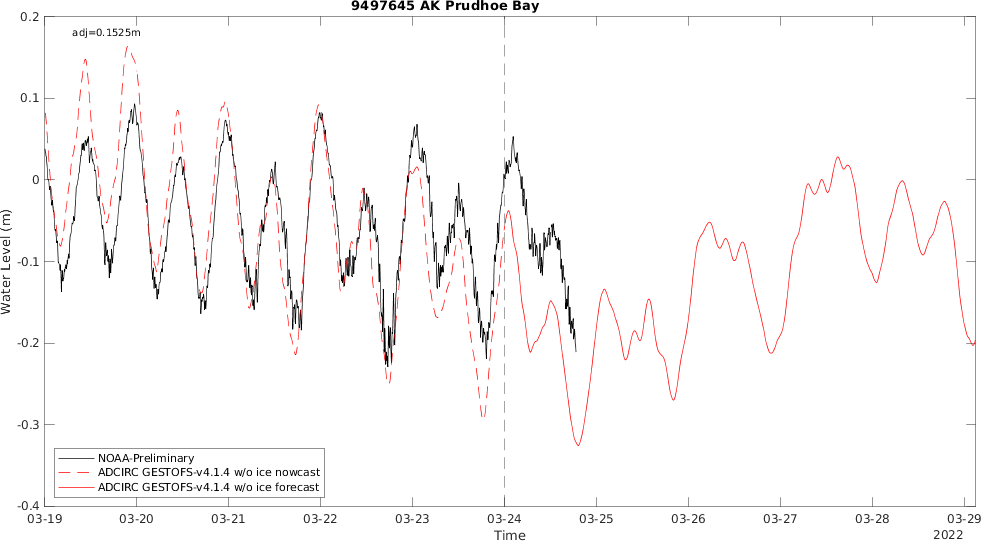 9497645 AK Prudhoe Bay
adj=0.1525m
0.2
0.1
0
-0.1
-0.2
-0.3
-0.4
Water Level (m)
NOAA-Preliminary
ADCIRC GESTOFS-v4.1.4 w/o ice nowcast
ADCIRC GESTOFS-v4.1.4 w/o ice forecast
03-19 03-20 03-21 03-22 03-23 03-24 03-25 03-26 03-27 03-28 03-29
Time
2022